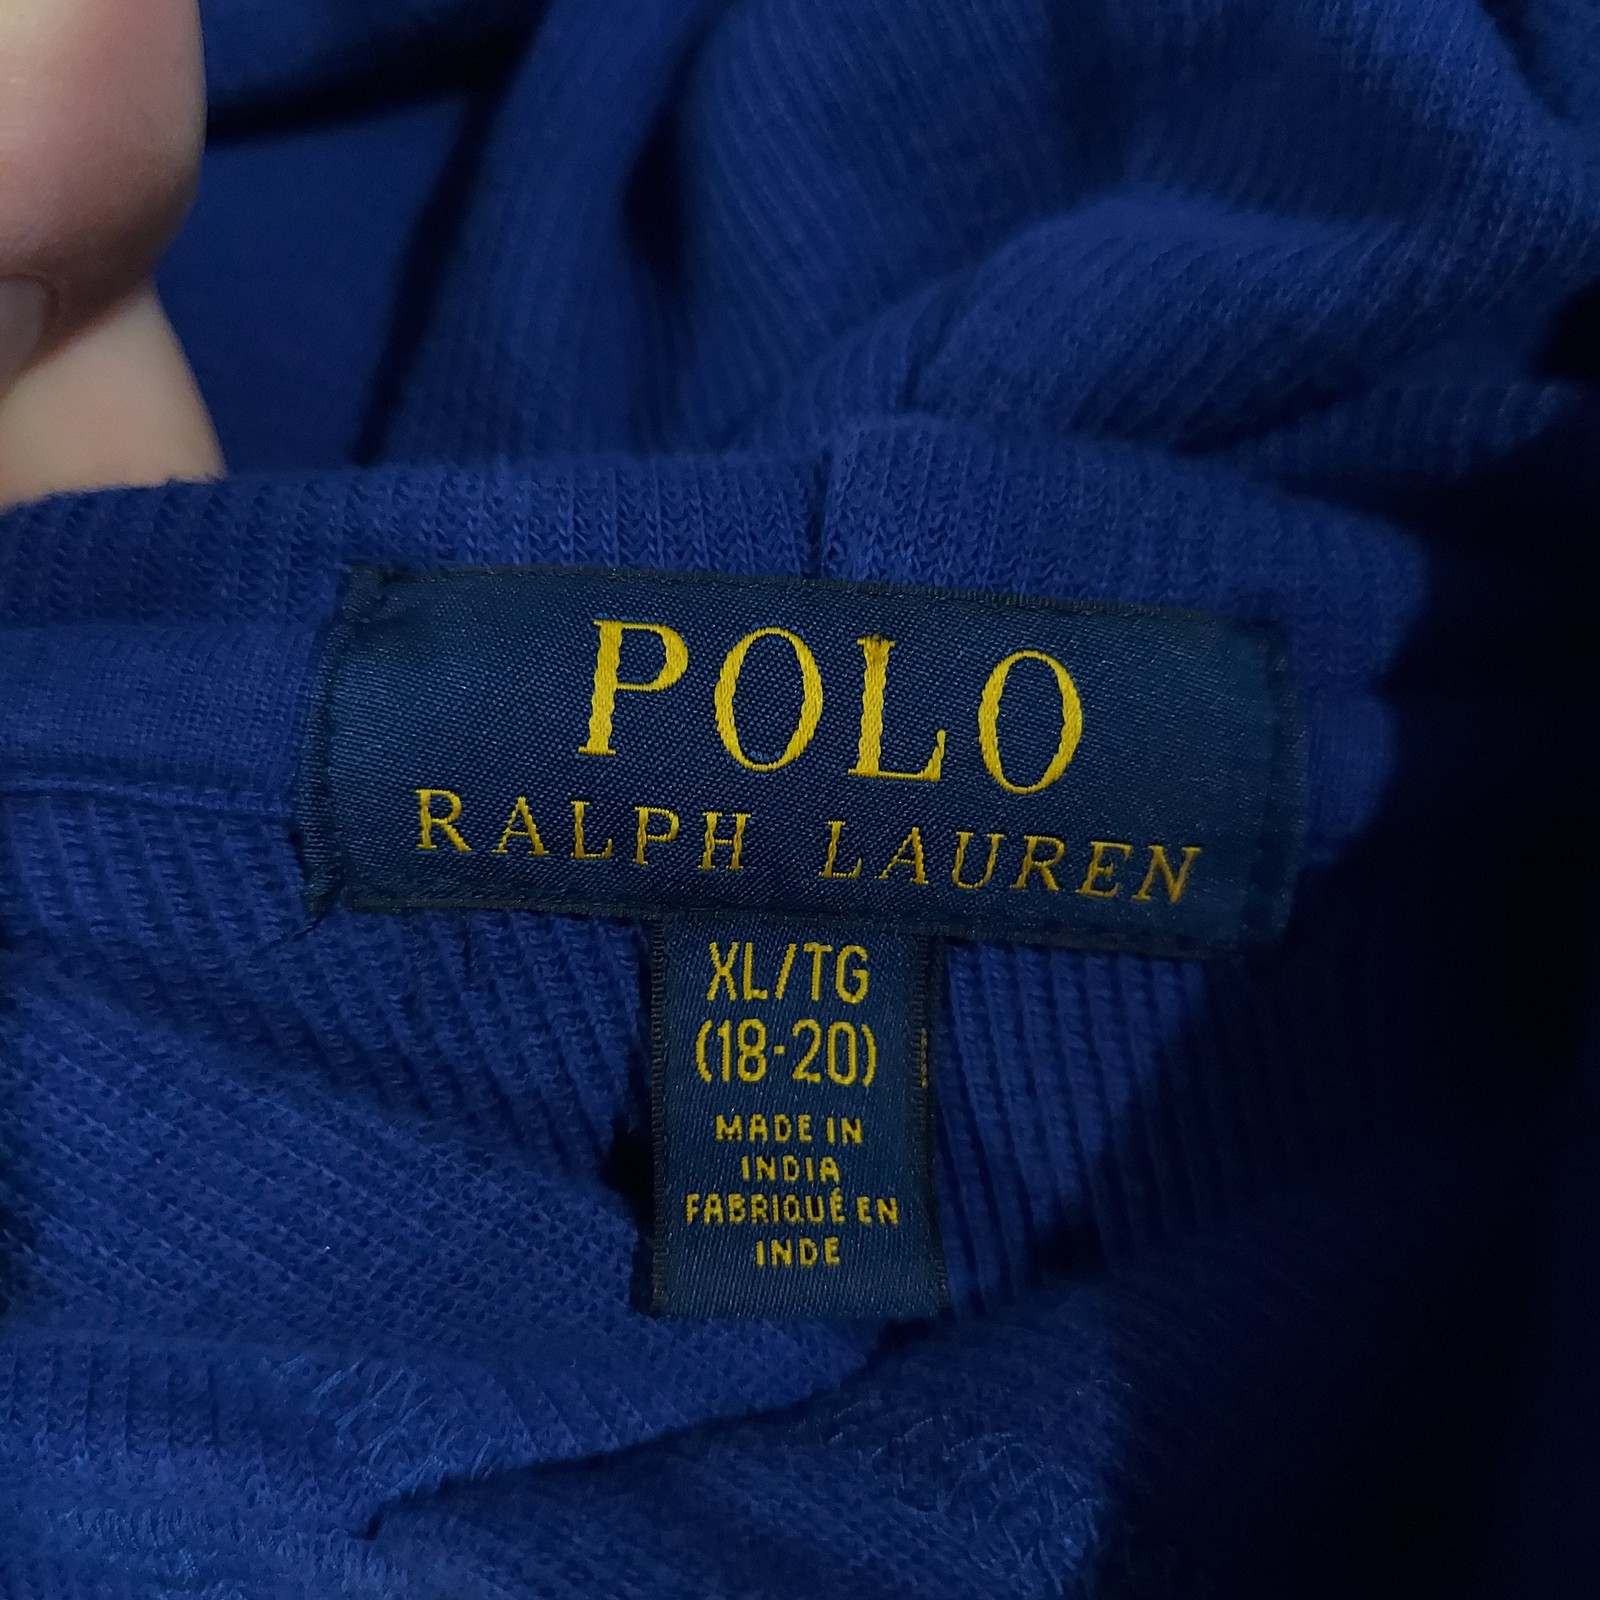 POLO
RALPH LAUREN
XL/TG
(18-20)
MADE IN
INDIA
FABRIQUÉ EN
INDE